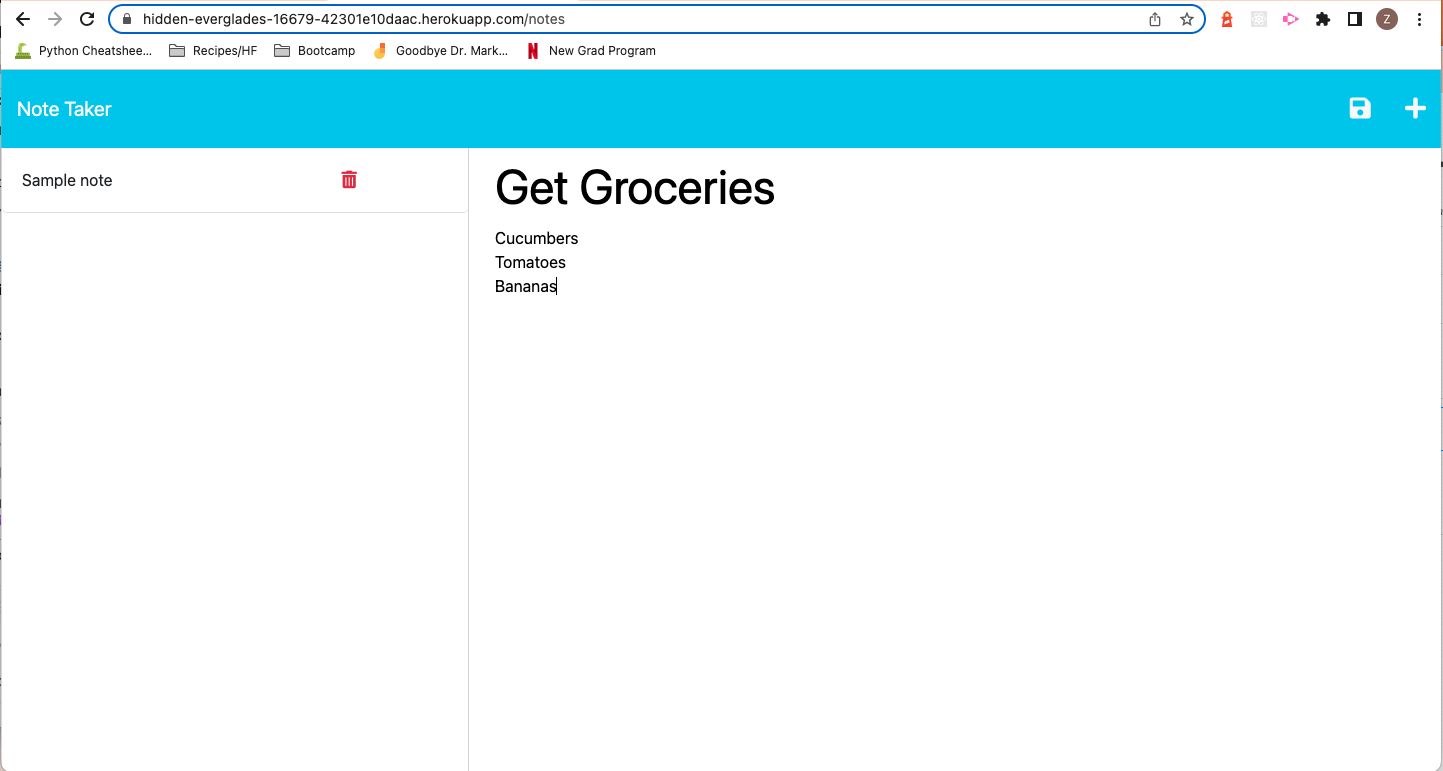 hidden-everglades-16679-42301e10daac.herokuapp.com/notes
Z
Python Cheatshee... Recipes/HF Bootcamp Goodbye Dr. Mark... New Grad Program
Note Taker
Sample note
Get Groceries
Cucumbers
Tomatoes
Bananas